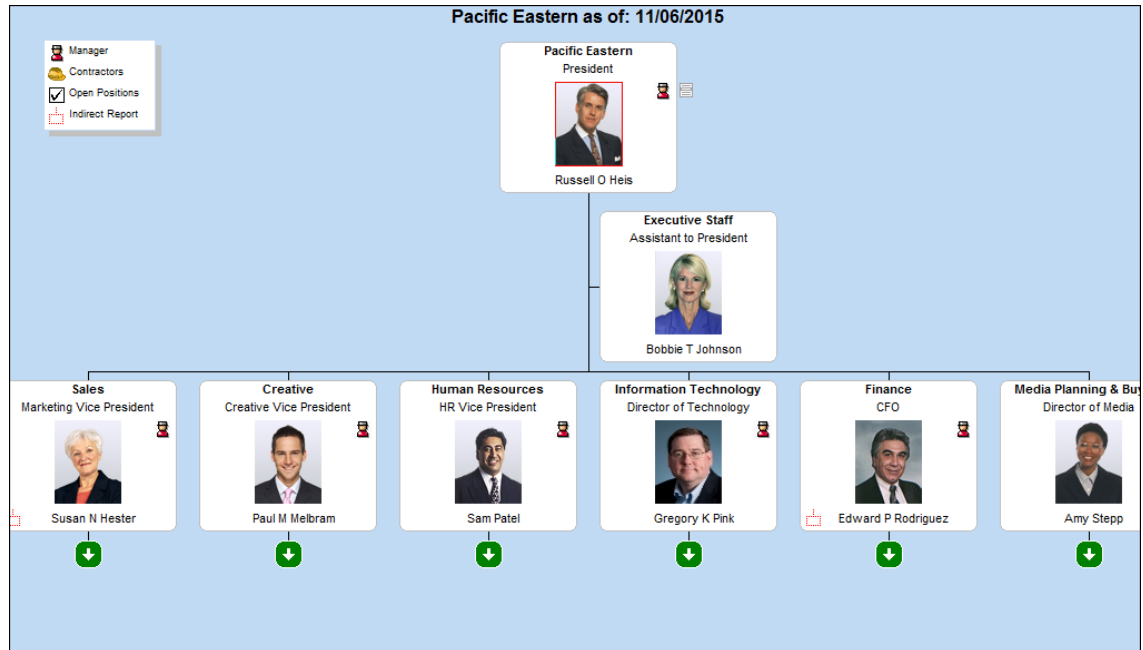 Pacific Eastern as of: 11/06/2015
Manager
Contractors
Open Positions
Indirect Report
Pacific Eastern
President
Russell O Heis
Executive Staff
Assistant to President
Bobbie T Johnson
Sales
Marketing Vice President
Susan N Hester
Creative
Creative Vice President
Paul M Melbram
Human Resources
HR Vice President
Sam Patel
Information Technology
Director of Technology
Gregory K Pink
Finance
CFO
Edward P Rodriguez
Media Planning & Buy
Director of Media
Amy Stepp